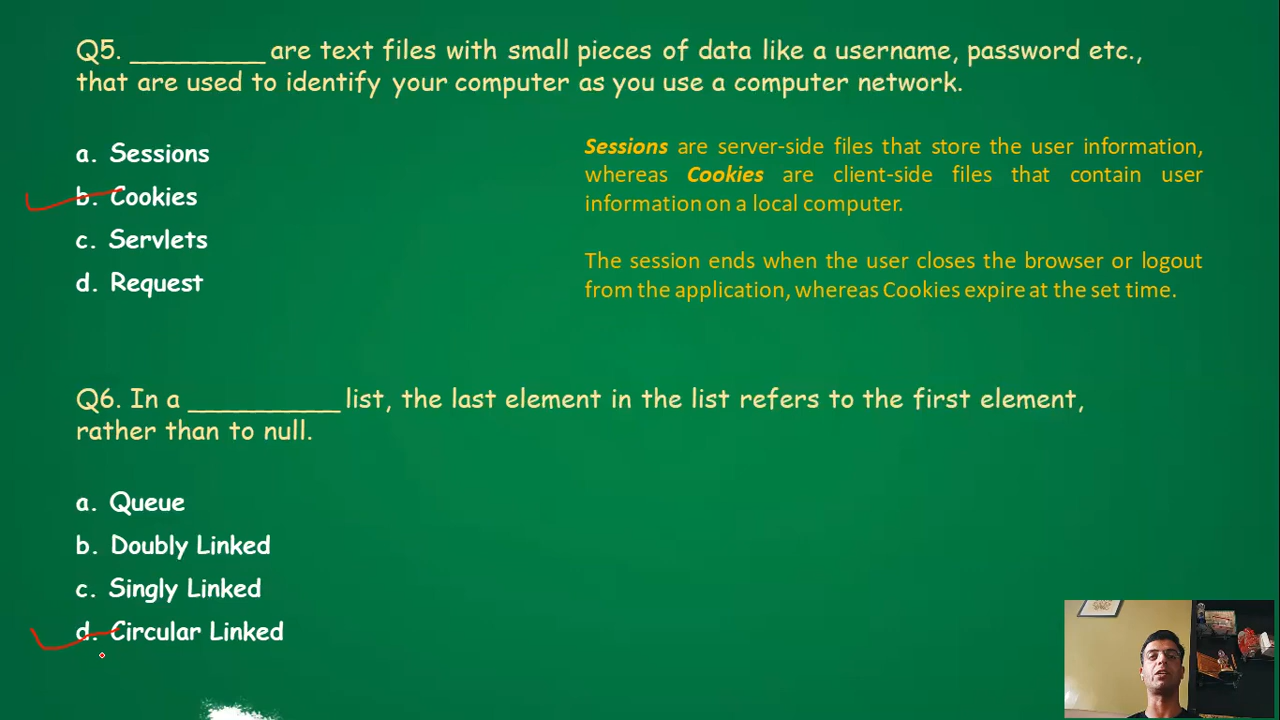 Q5. __________ are text files with small pieces of data like a username, password etc.,
that are used to identify your computer as you use a computer network.
a. Sessions
b. Cookies
c. Servlets
d. Request
Sessions are server-side files that store the user information,
whereas Cookies are client-side files that contain user
information on a local computer.
The session ends when the user closes the browser or logout
from the application, whereas Cookies expire at the set time.
Q6. In a ___________ list, the last element in the list refers to the first element,
rather than to null.
a. Queue
b. Doubly Linked
c. Singly Linked
d. Circular Linked